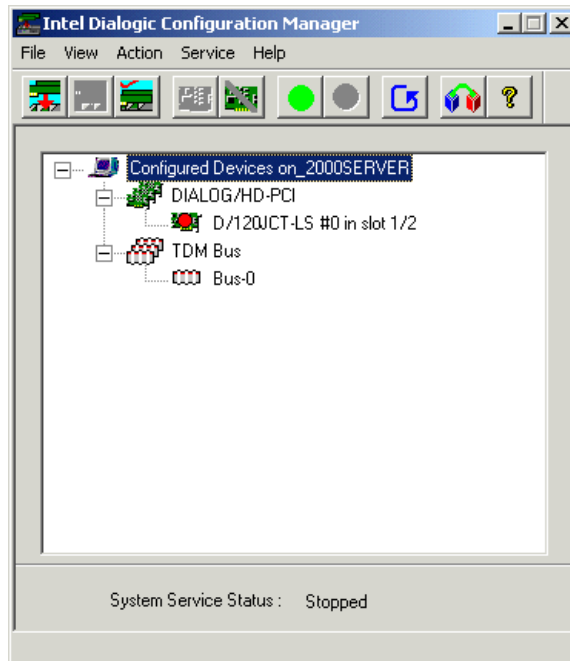 Intel Dialogic Configuration Manager
File View Action Service Help
?
Configured Devices on_2000SERVER
DIALOG/HD-PCI
D/120JCT-LS #0 in slot 1/2
TDM Bus
Bus-0
System Service Status : Stopped